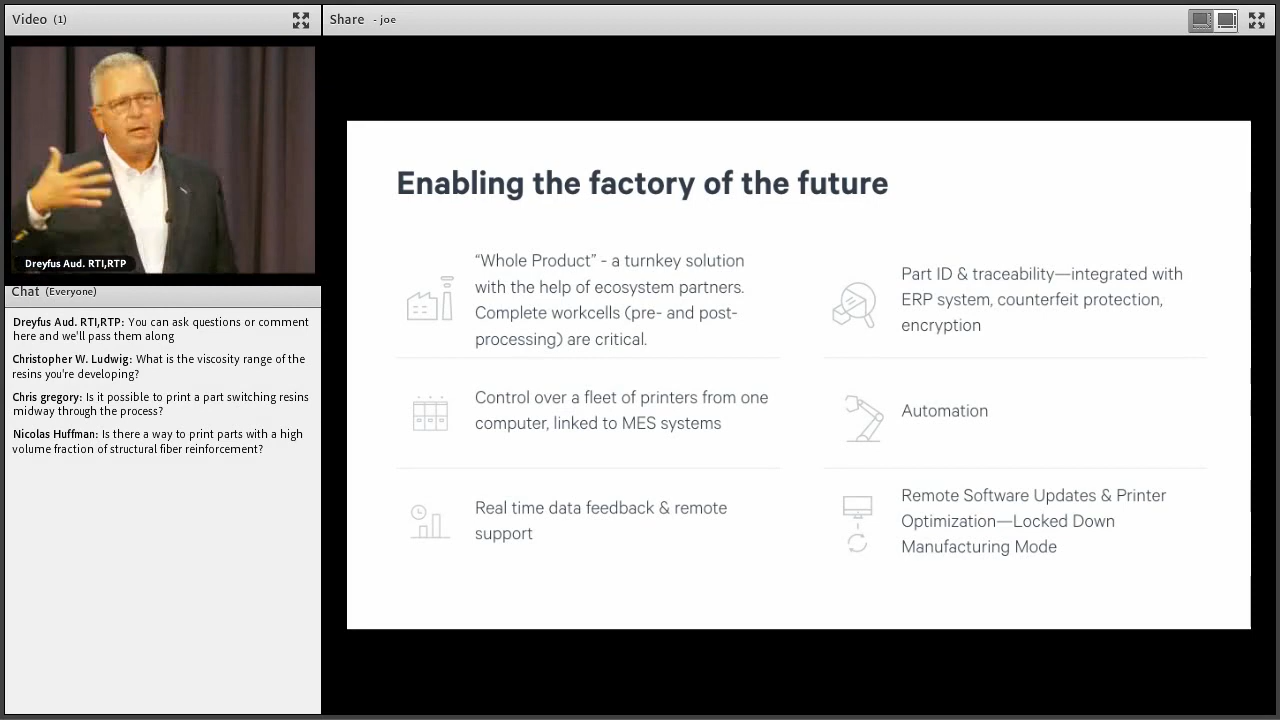 Video (1)
Dreyfus Aud. RTI,RTP
Chat (Everyone)
Dreyfus Aud. RTI,RTP: You can ask questions or comment
here and we'll pass them along
Christopher W. Ludwig: What is the viscosity range of the
resins you're developing?
Chris gregory: Is it possible to print a part switching resins
midway through the process?
Nicolas Huffman: Is there a way to print parts with a high
volume fraction of structural fiber reinforcement?
Share - joe
Enabling the factory of the future
“Whole Product” - a turnkey solution
with the help of ecosystem partners.
Complete workcells (pre- and post-
processing) are critical.
Control over a fleet of printers from one
computer, linked to MES systems
Real time data feedback & remote
support
Part ID & traceability—integrated with
ERP system, counterfeit protection,
encryption
Automation
Remote Software Updates & Printer
Optimization—Locked Down
Manufacturing Mode